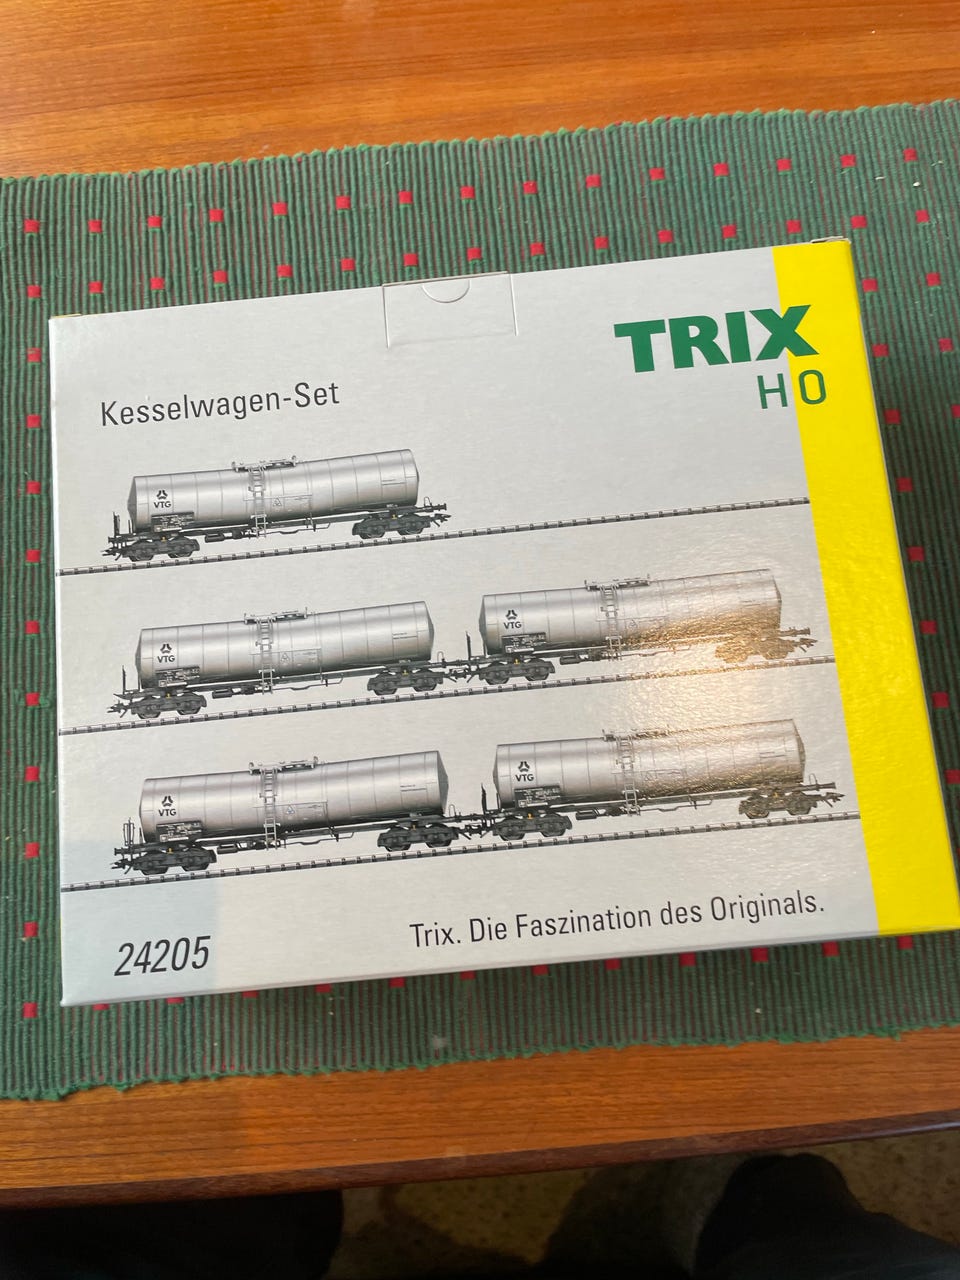 TRIX
H0
Kesselwagen-Set
VTG
VTG
VTG
VTG
VTG
Trix. Die Faszination des Originals.
24205